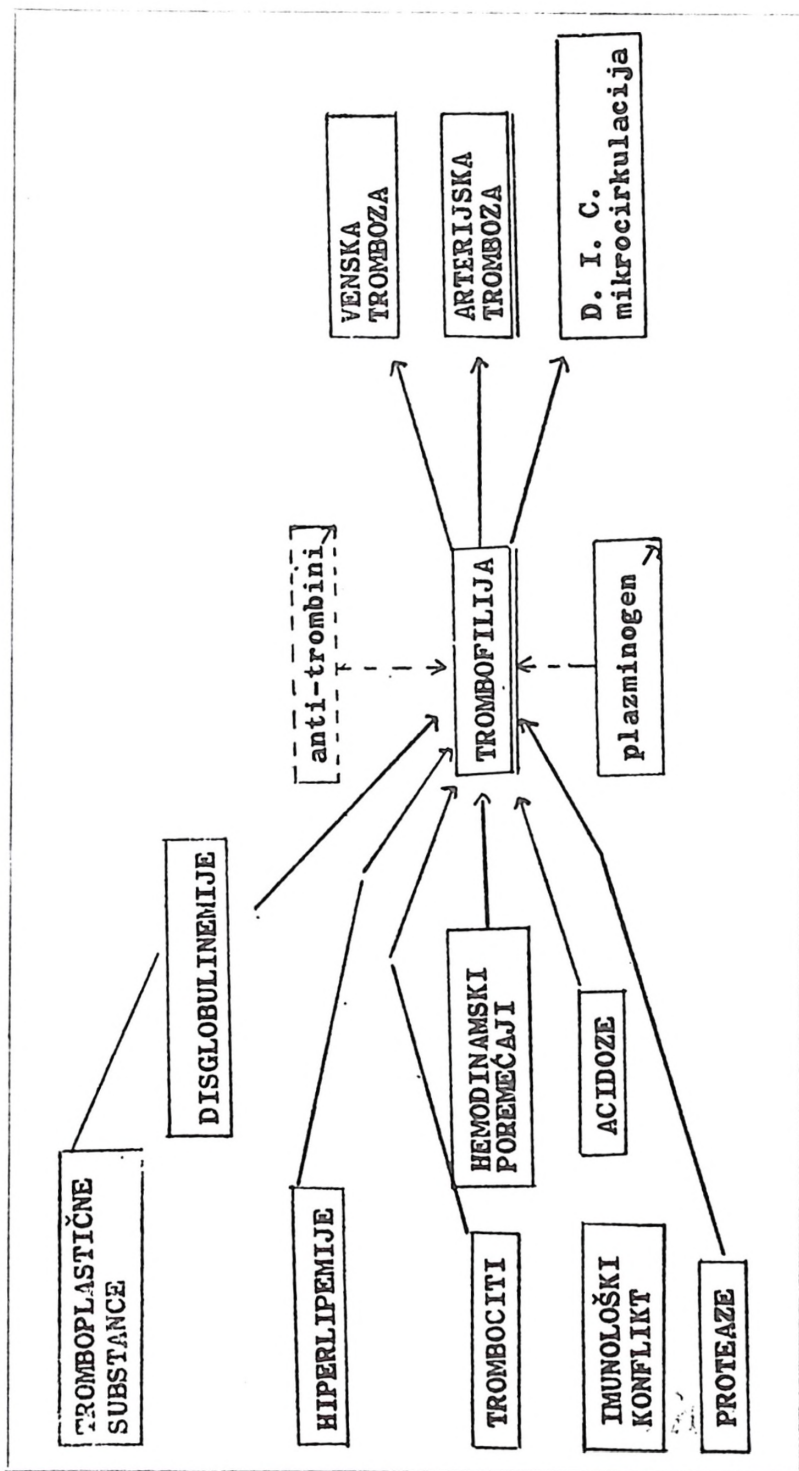 TROMBOPLASTIČNE
SUBSTANCE
DISGLOBULINEMIJE
HIPERLIPEMIJE
TROMBOCITI
HEMODINAMSKI
POREMEĆAJI
IMUNOLOŠKI
KONFLIKT
ACIDOZE
PROTEAZE
anti-trombini
TROMBOFILIJA
plazminogen
VENSKA
TROMBOZA
ARTERIJSKA
TROMBOZA
D. I. C.
mikrocirkulacija